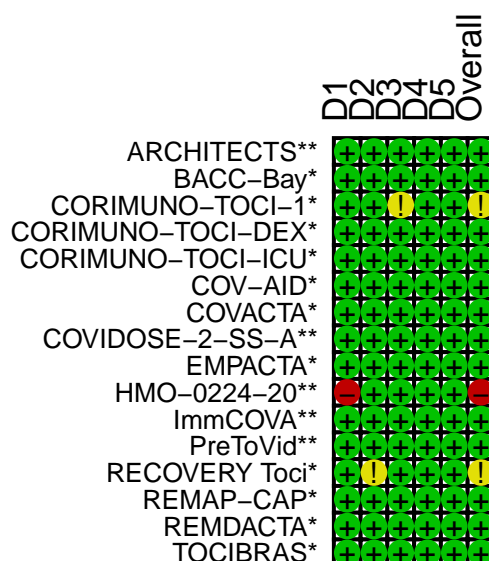 D1 D2 D3 D4 D5 Overall
ARCHITECTS** + + + + + +
BACC−Bay* + + + + + +
CORIMUNO−TOCI−1* + + ! + + !
CORIMUNO−TOCI−DEX* + + + + + +
CORIMUNO−TOCI−ICU* + + + + + +
COV−AID* + + + + + +
COVACTA* + + + + + +
COVIDOSE−2−SS−A** + + + + + +
EMPACTA* + + + + + +
HMO−0224−20** − + + + + −
ImmCOVA** + + + + + +
PreToVid** + + + + + +
RECOVERY Toci* + ! + + + !
REMAP−CAP* + + + + + +
REMDACTA* + + + + + +
TOCIBRAS* + + + + + +